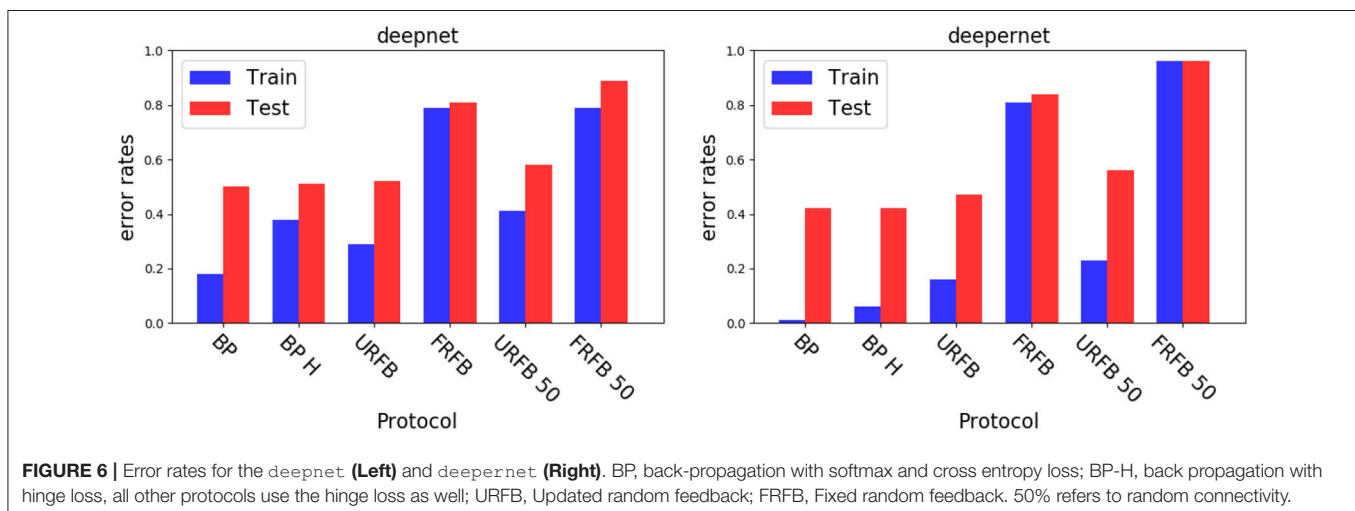 deepnet
1.0
0.8
0.6
0.4
0.2
0.0
error rates
Train
Test
BP
BP H
URFB
FRFB
URFB 50
FRFB 50
Protocol
deepernet
1.0
0.8
0.6
0.4
0.2
0.0
error rates
Train
Test
BP
BP H
URFB
FRFB
URFB 50
FRFB 50
Protocol
FIGURE 6 | Error rates for the deepnet (Left) and deepernet (Right). BP, back-propagation with softmax and cross entropy loss; BP-H, back propagation with
hinge loss, all other protocols use the hinge loss as well; URFB, Updated random feedback; FRFB, Fixed random feedback. 50% refers to random connectivity.